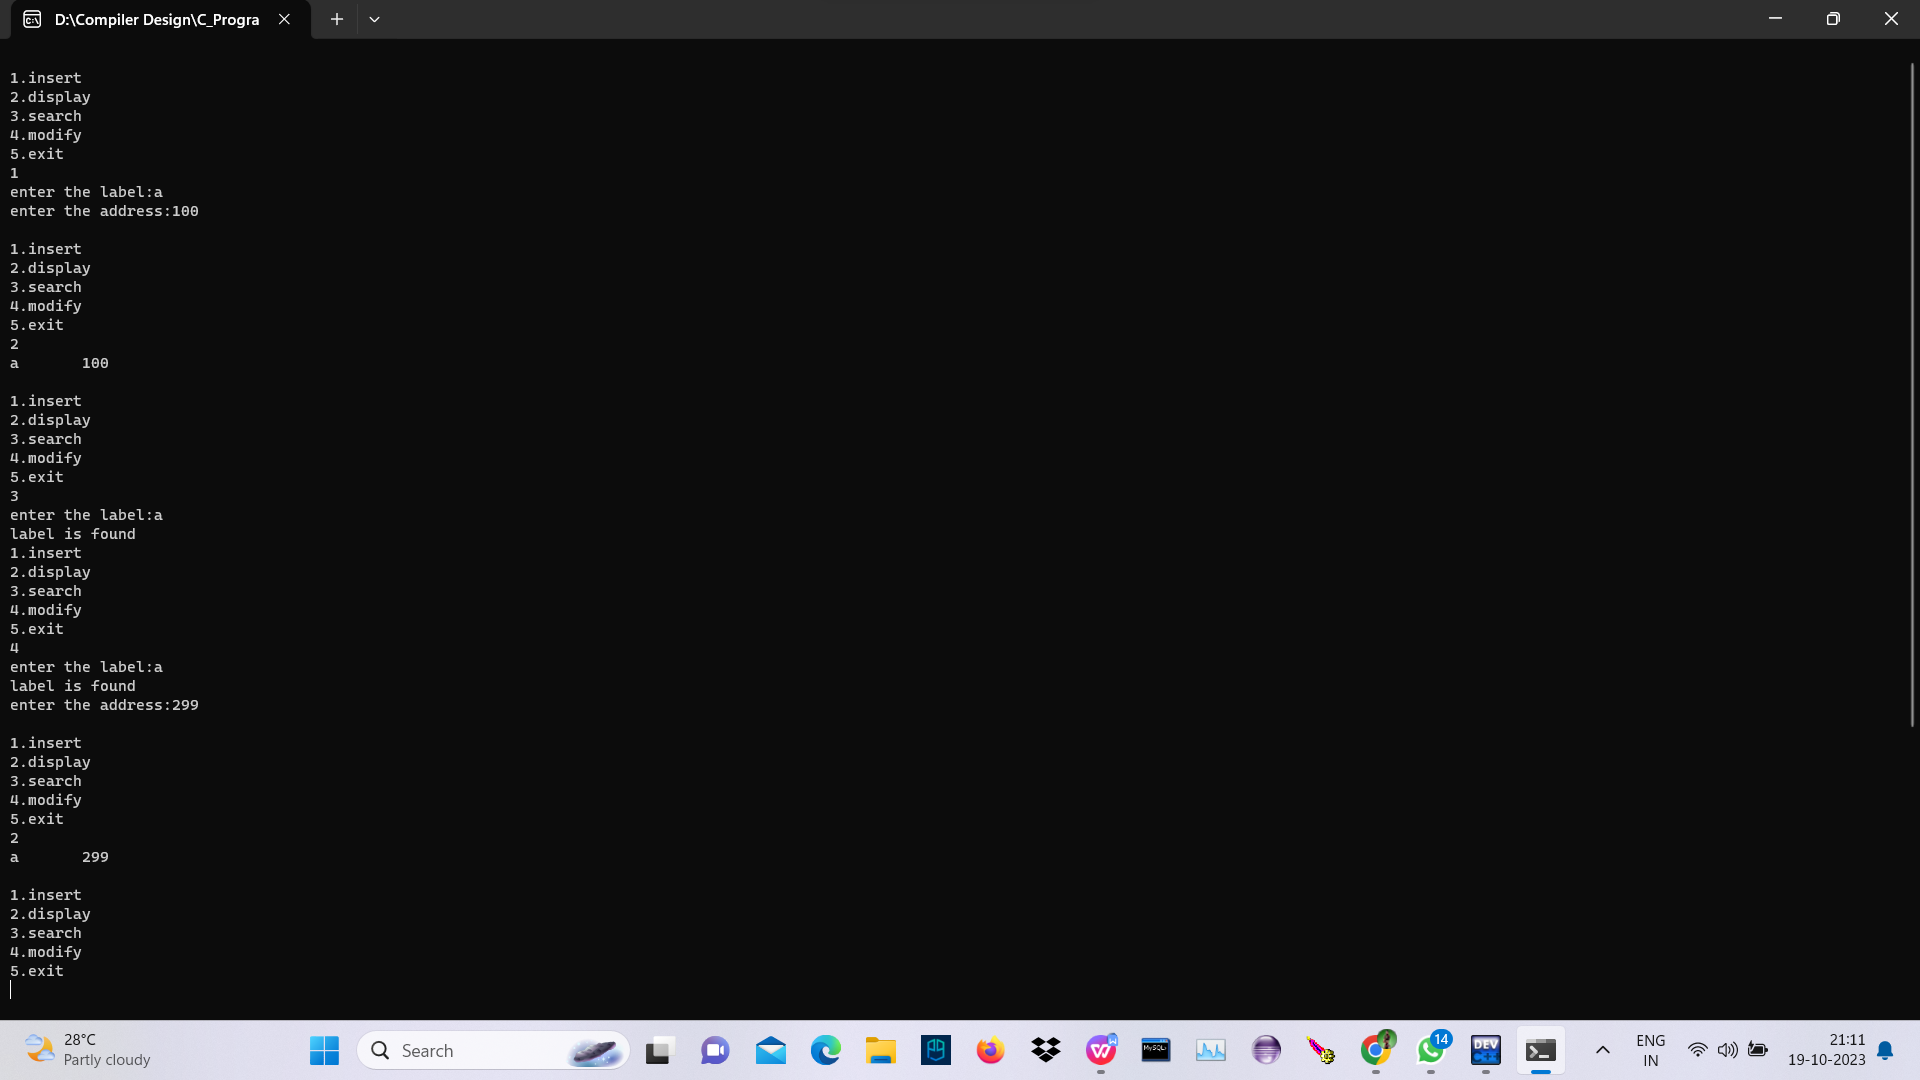 D:\Compiler Design\C_Progra
1.insert
2.display
3.search
4.modify
5.exit
1
enter the label:a
enter the address:100
1.insert
2.display
3.search
4.modify
5.exit
2
a 100
1.insert
2.display
3.search
4.modify
5.exit
3
enter the label:a
label is found
1.insert
2.display
3.search
4.modify
5.exit
4
enter the label:a
label is found
enter the address:299
1.insert
2.display
3.search
4.modify
5.exit
2
a 299
1.insert
2.display
3.search
4.modify
5.exit
28°C
Partly cloudy
Search
MySQL
14
DEV
C++
ENG
IN
21:11
19-10-2023